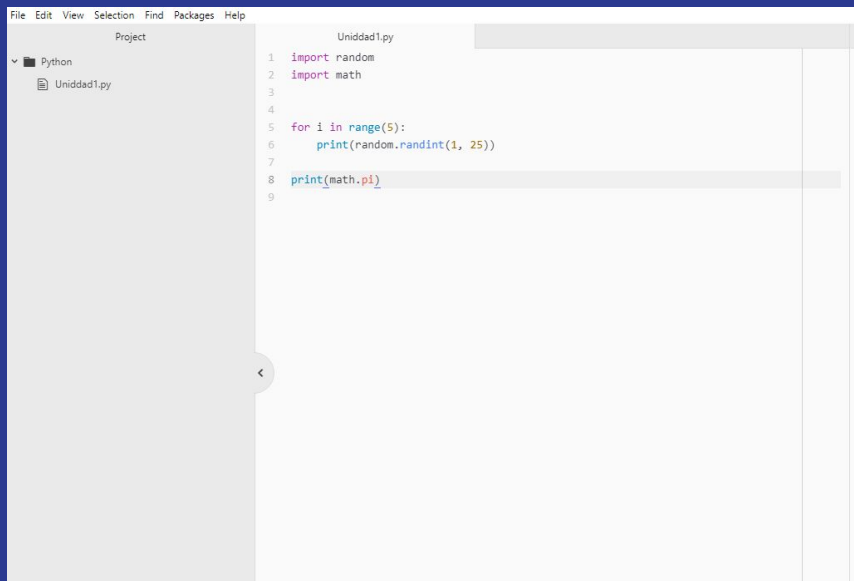 File Edit View Selection Find Packages Help
Project
Uniddad1.py
Python
Uniddad1.py
1 import random
2 import math
3
4
5 for i in range(5):
6     print(random.randint(1, 25))
7
8 print(math.pi)
9